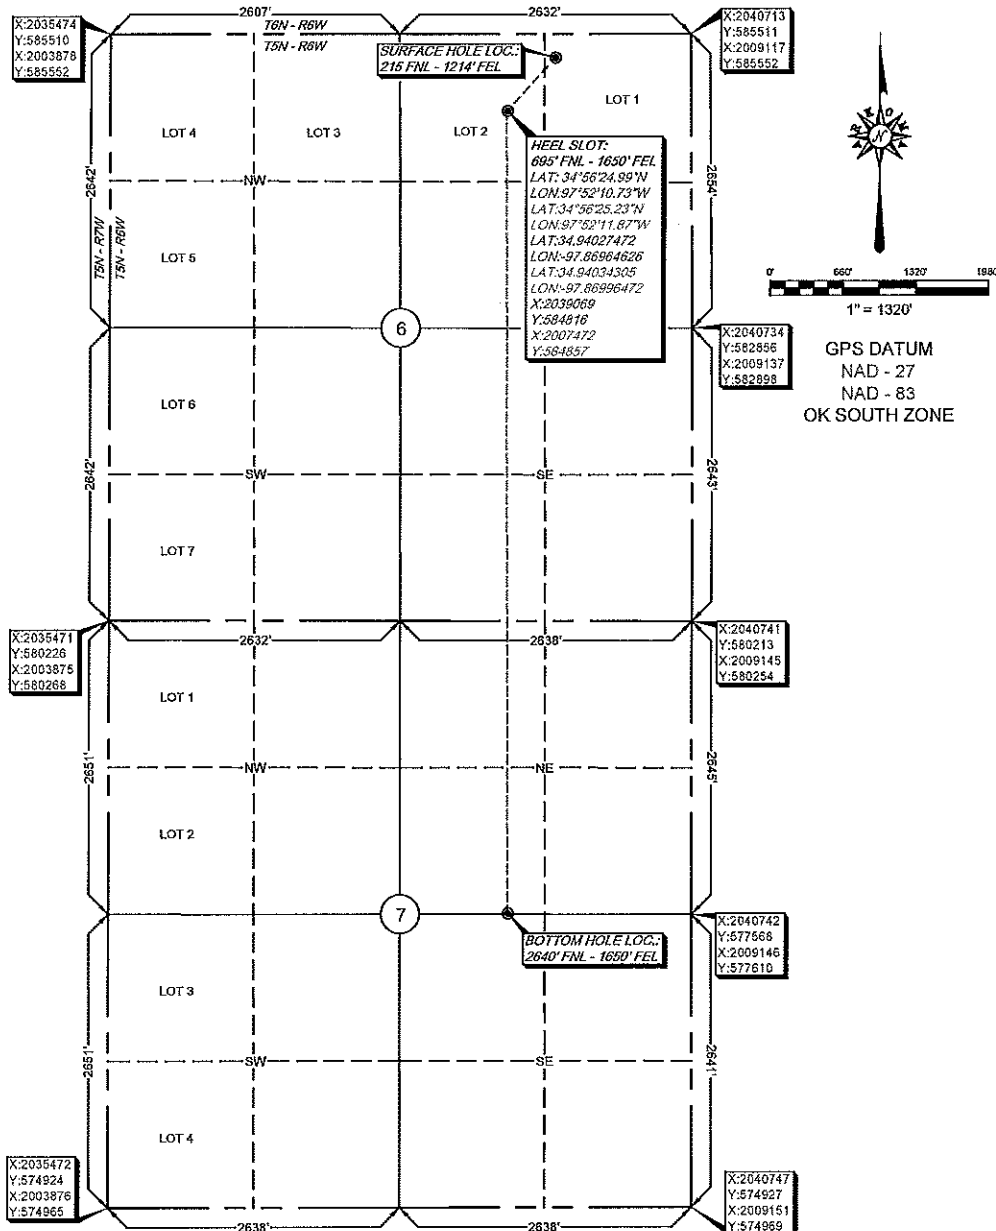 X:2035474
Y:585510
X:2003878
Y:585552
2607'
T6N - R6W
T5N - R6W
2632'
X:2040713
Y:585511
X:2009117
Y:585552
SURFACE HOLE LOC.:
215 FNL - 1214' FEL
LOT 4
LOT 3
LOT 2
LOT 1
HEEL SLOT:
695' FNL - 1650' FEL
LAT: 34°56'24.99"N
LON:97°52'10.73"W
LAT:34°56'25.23"N
LON:97°52'11.87"W
LAT:34.94027472
LON:-97.86964626
LAT:34.94034305
LON:-97.86996472
X:2039069
Y:584816
X:2007472
Y:584857
NW
2642'
2654'
T5N - R7W
T5N - R6W
LOT 5
N
0'
660'
1320'
1980
1" = 1320'
GPS DATUM
NAD - 27
NAD - 83
OK SOUTH ZONE
6
X:2040734
Y:582856
X:2009137
Y:582898
LOT 6
2642'
SW
SE
2643'
LOT 7
X:2035471
Y:580226
X:2003875
Y:580268
2632'
2638'
X:2040741
Y:580213
X:2009145
Y:580254
LOT 1
2651'
NW
NE
2645'
LOT 2
7
X:2040742
Y:577568
X:2009146
Y:577610
BOTTOM HOLE LOC.:
2640' FNL - 1650' FEL
LOT 3
2651'
SW
SE
2641'
LOT 4
X:2035472
Y:574924
X:2003876
Y:574965
2638'
2638'
X:2040747
Y:574927
X:2009151
Y:574969